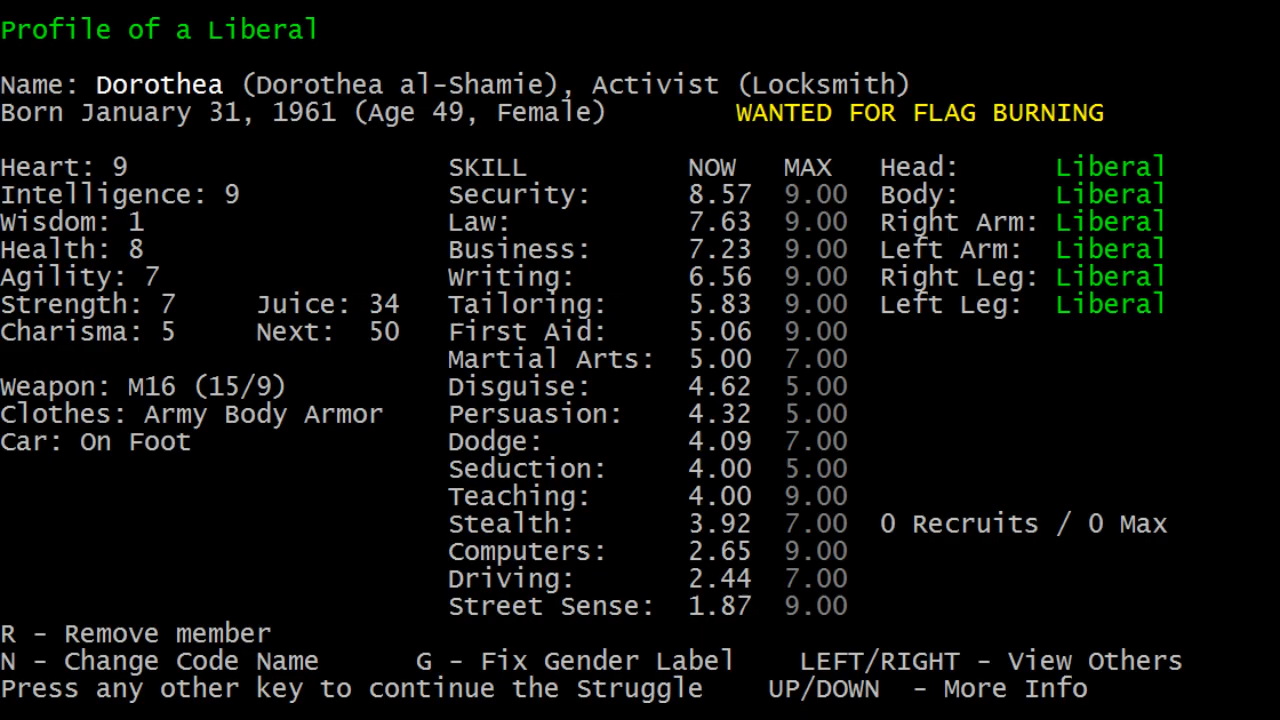 Profile of a Liberal
Name: Dorothea (Dorothea al-Shamie), Activist (Locksmith)
Born January 31, 1961 (Age 49, Female) WANTED FOR FLAG BURNING
Heart: 9 SKILL NOW MAX Head: Liberal
Intelligence: 9 Security: 8.57 9.00 Body: Liberal
Wisdom: 1 Law: 7.63 9.00 Right Arm: Liberal
Health: 8 Business: 7.23 9.00 Left Arm: Liberal
Agility: 7 Writing: 6.56 9.00 Right Leg: Liberal
Strength: 7 Juice: 34 Tailoring: 5.83 9.00 Left Leg: Liberal
Charisma: 5 Next: 50 First Aid: 5.06 9.00
Martial Arts: 5.00 7.00
Weapon: M16 (15/9) Disguise: 4.62 5.00
Clothes: Army Body Armor Persuasion: 4.32 5.00
Car: On Foot Dodge: 4.09 7.00
Seduction: 4.00 5.00
Teaching: 4.00 9.00
Stealth: 3.92 7.00 0 Recruits / 0 Max
Computers: 2.65 9.00
Driving: 2.44 7.00
Street Sense: 1.87 9.00
R - Remove member
N - Change Code Name G - Fix Gender Label LEFT/RIGHT - View Others
Press any other key to continue the Struggle UP/DOWN - More Info